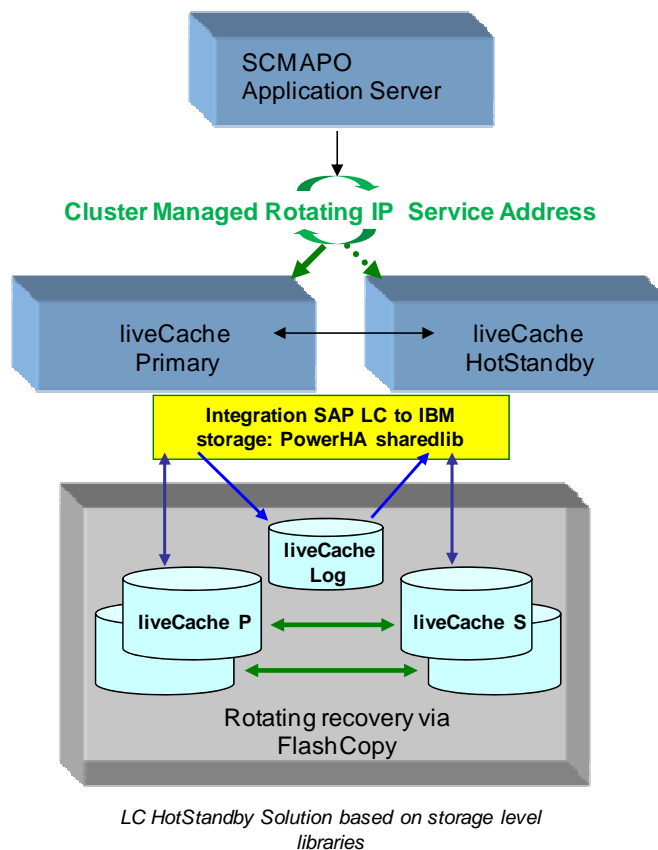 SCMAPO
Application Server
Cluster Managed Rotating IP Service Address
liveCache
Primary
liveCache
HotStandby
Integration SAP LC to IBM
storage: PowerHA sharedlib
liveCache
Log
liveCache P
liveCache S
Rotating recovery via
FlashCopy
LC HotStandby Solution based on storage level
libraries